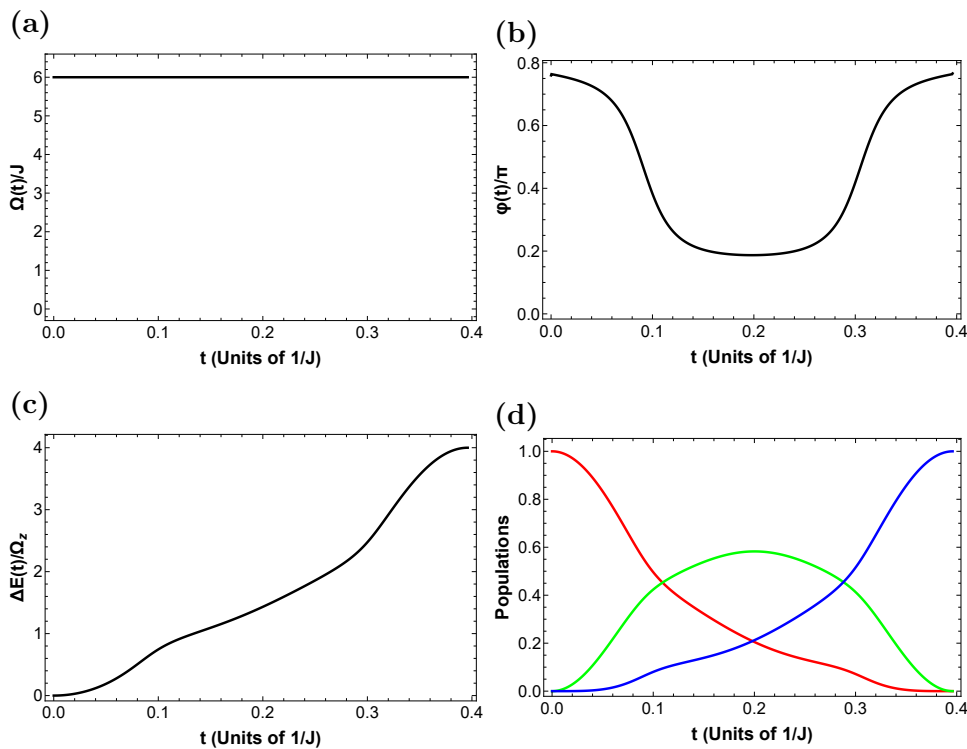 (a)
Ω(t)/J
6
5
4
3
2
1
0
0.0 0.1 0.2 0.3 0.4
t (Units of 1/J)
(b)
φ(t)/π
0.8
0.6
0.4
0.2
0.0
0.0 0.1 0.2 0.3 0.4
t (Units of 1/J)
(c)
ΔE(t)/Ωz
4
3
2
1
0
0.0 0.1 0.2 0.3 0.4
t (Units of 1/J)
(d)
Populations
1.0
0.8
0.6
0.4
0.2
0.0
0.0 0.1 0.2 0.3 0.4
t (Units of 1/J)